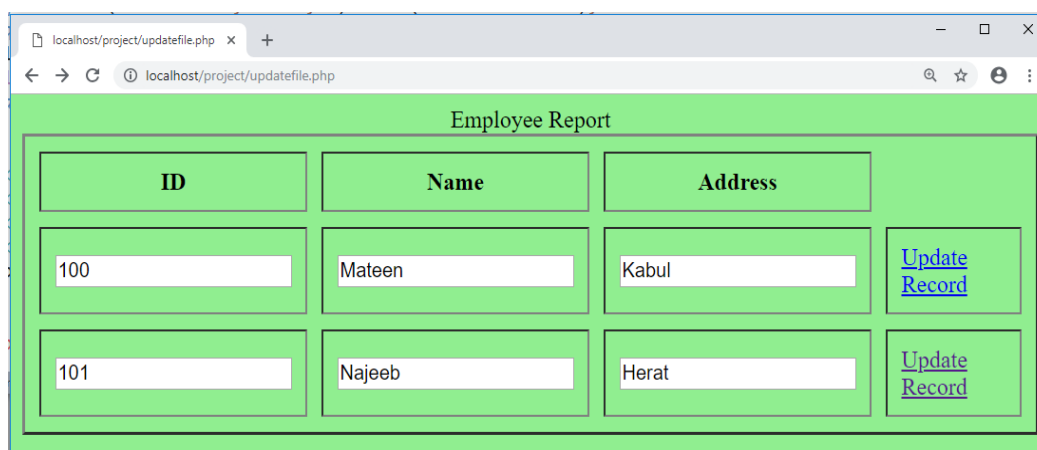 localhost/project/updatefile.php
localhost/project/updatefile.php
Employee Report
ID Name Address
100 Mateen Kabul Update
Record
101 Najeeb Herat Update
Record